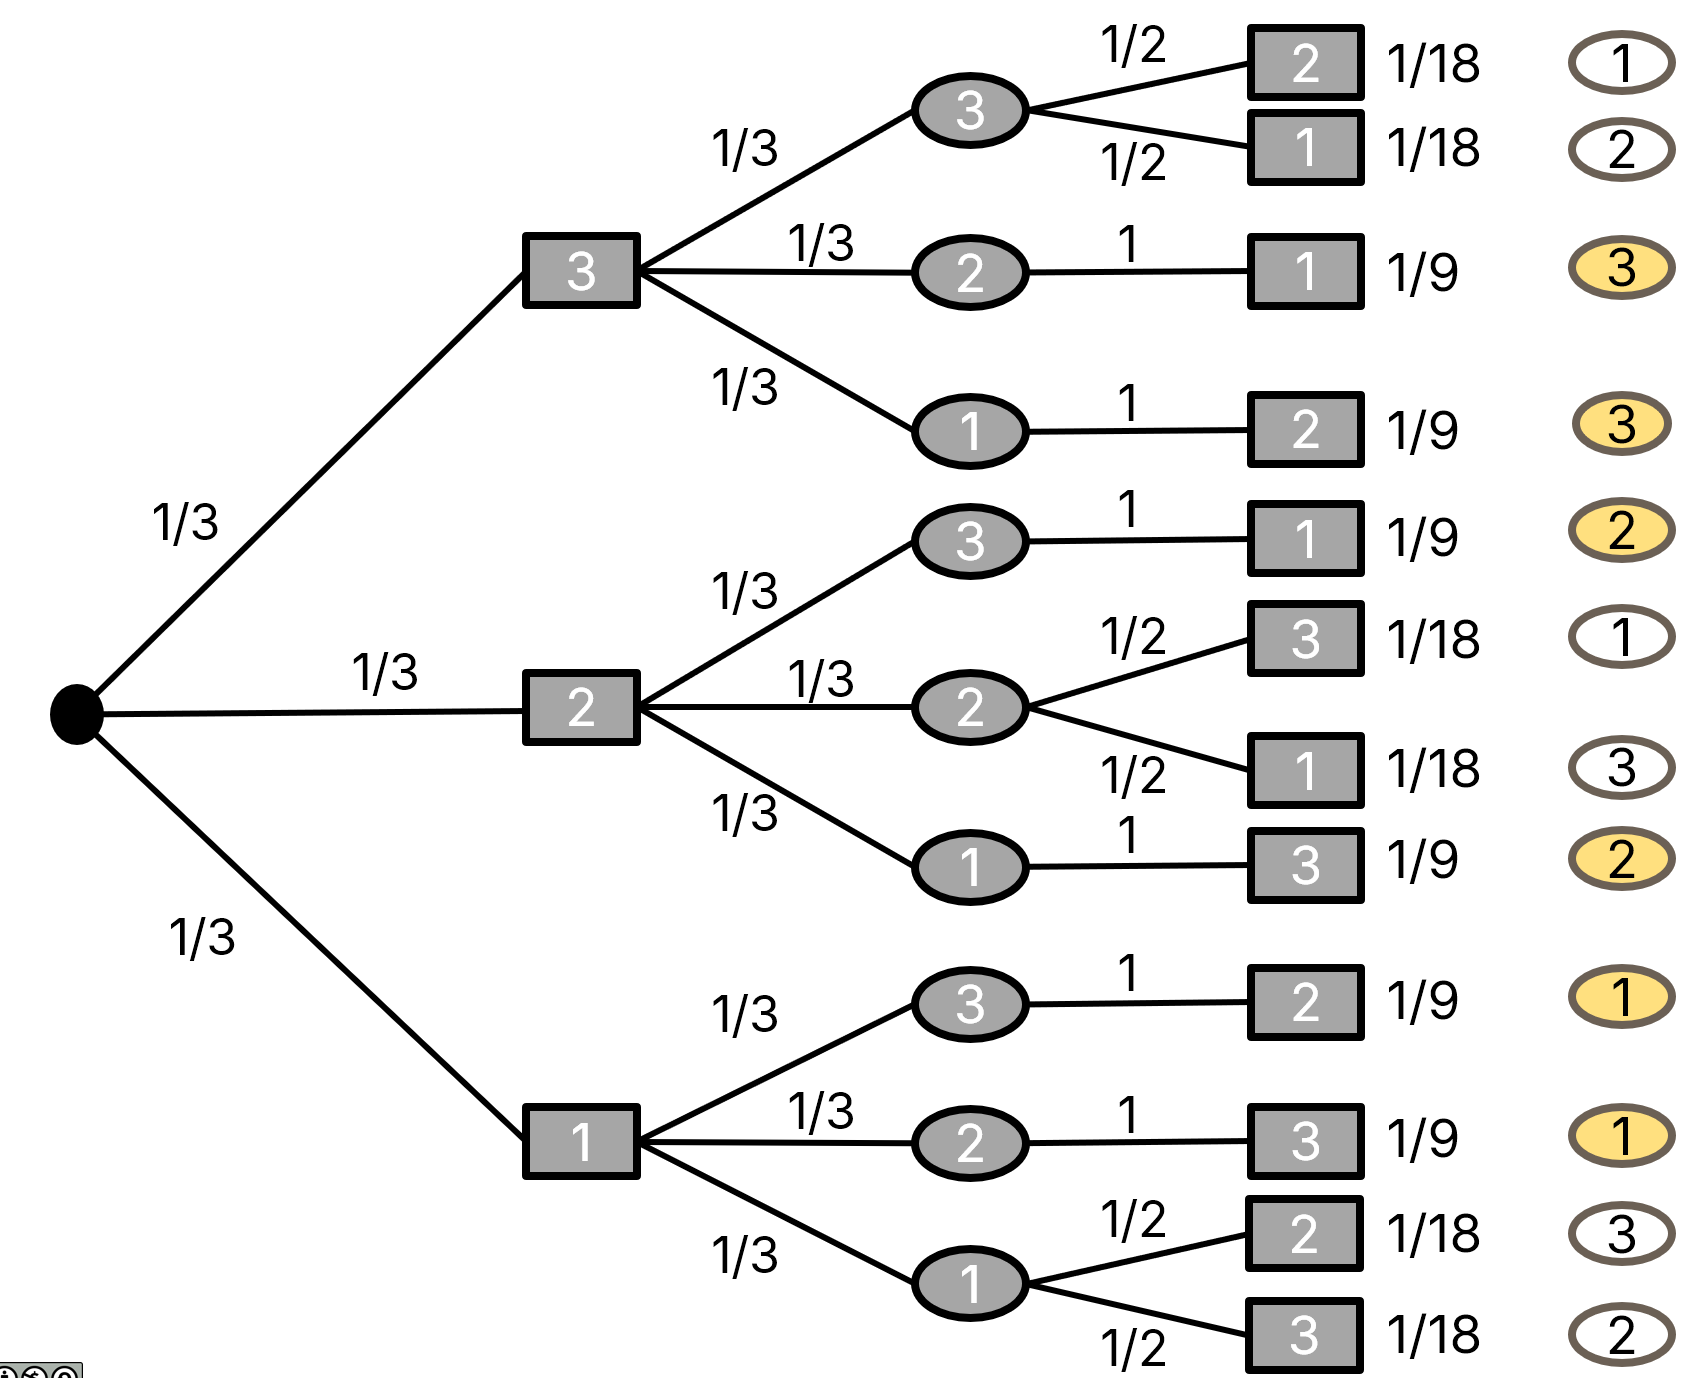 1/2 2 1/18 1
3
1/3 1/2 1 1/18 2
3 1/3 2 1 1 1/9 3
1/3 1 1 2 1/9 3
1/3
1/3 3 1 1 1/9 2
1/2 3 1/18 1
1/3 2 1/3 2
1/2 1 1/18 3
1/3 1 1 3 1/9 2
1/3
1/3 3 1 2 1/9 1
1 1/3 2 1 3 1/9 1
1/3 1/2 2 1/18 3
1
1/2 3 1/18 2